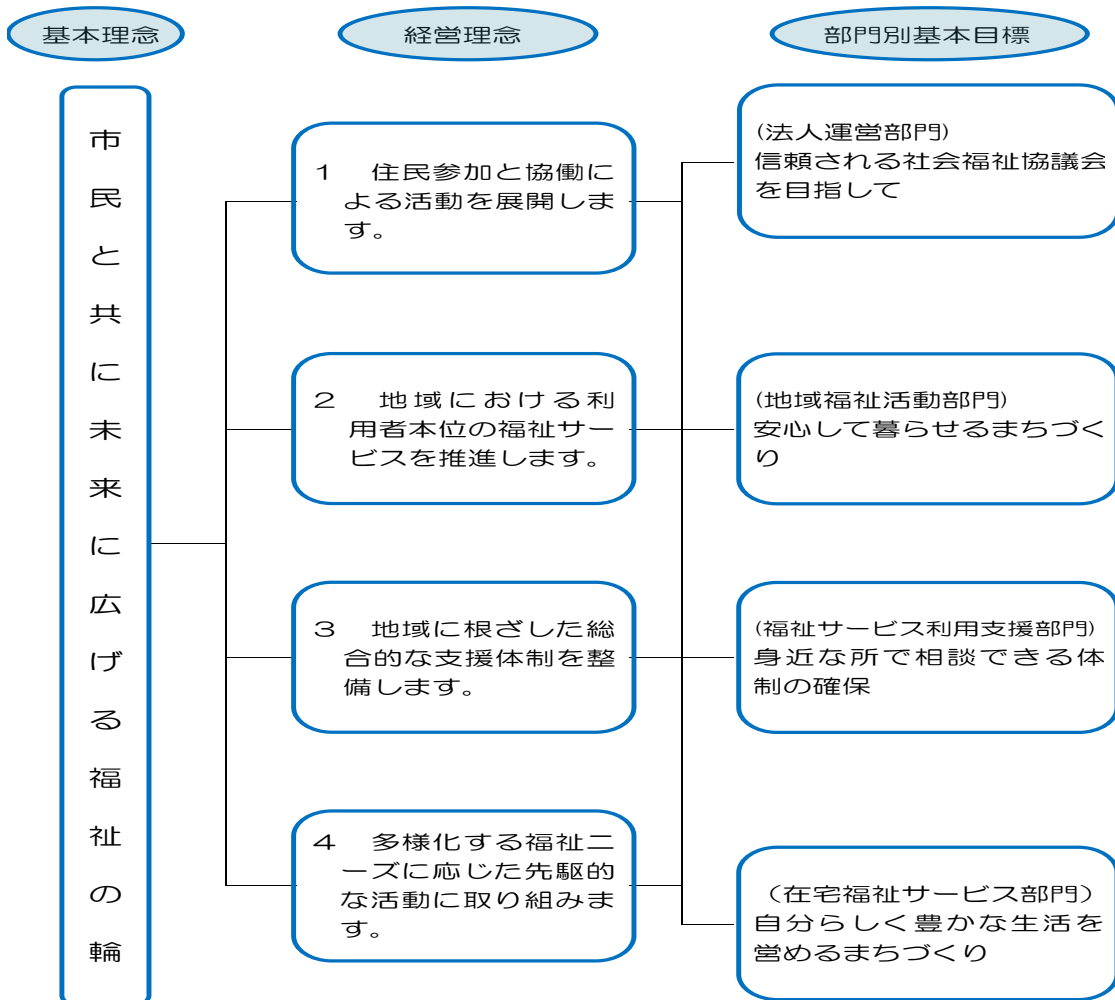 基本理念
経営理念
部門別基本目標
市民と共に未来に広げる福祉の輪
1　住民参加と協働に
よる活動を展開しま
す。
2　地域における利
用者本位の福祉サー
ビスを推進します。
3　地域に根ざした総
合的な支援体制を整
備します。
4　多様化する福祉ニ
ーズに応じた先駆的
な活動に取り組みま
す。
(法人運営部門)
信頼される社会福祉協議会
を目指して
(地域福祉活動部門)
安心して暮らせるまちづく
り
(福祉サービス利用支援部門)
身近な所で相談できる体
制の確保
（在宅福祉サービス部門）
自分らしく豊かな生活を
営めるまちづくり